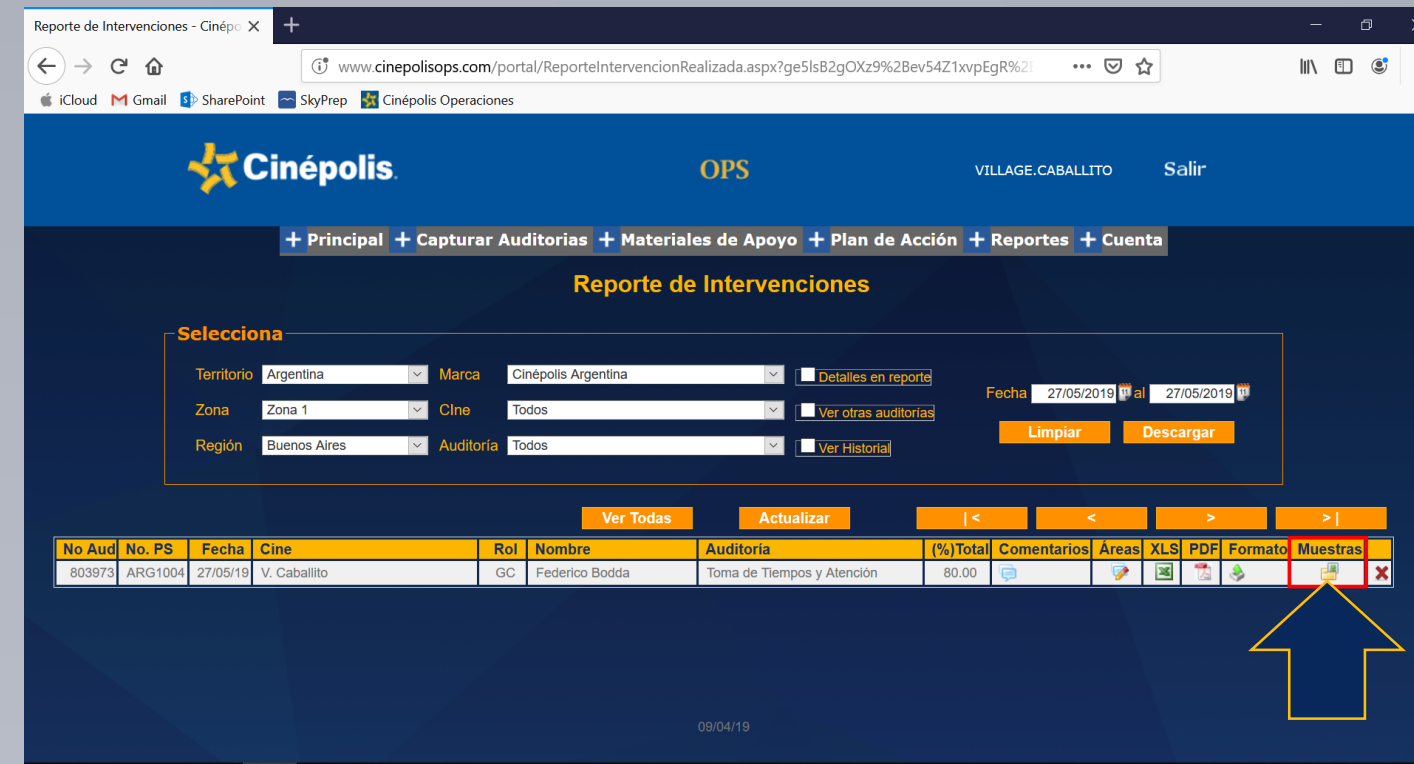 Reporte de Intervenciones - Cinépo
www.cinepolisops.com/portal/ReporteIntervencionRealizada.aspx?ge5lsB2gOXz9%2Bev54Z1xvpEgR%2
iCloud Gmail SharePoint SkyPrep Cinépolis Operaciones
Cinépolis. OPS VILLAGE.CABALLITO Salir
+ Principal + Capturar Auditorias + Materiales de Apoyo + Plan de Acción + Reportes + Cuenta
Reporte de Intervenciones
Selecciona
Territorio Argentina Marca Cinépolis Argentina Detalles en reporte
Fecha 27/05/2019 al 27/05/2019
Zona Zona 1 CIne Todos Ver otras auditorías
Limpiar Descargar
Región Buenos Aires Auditoría Todos Ver Historial
Ver Todas Actualizar |< < > >|
No Aud No. PS Fecha Cine Rol Nombre Auditoría (%)Total Comentarios Áreas XLS PDF Formato Muestras
803973 ARG1004 27/05/19 V. Caballito GC Federico Bodda Toma de Tiempos y Atención 80.00
09/04/19